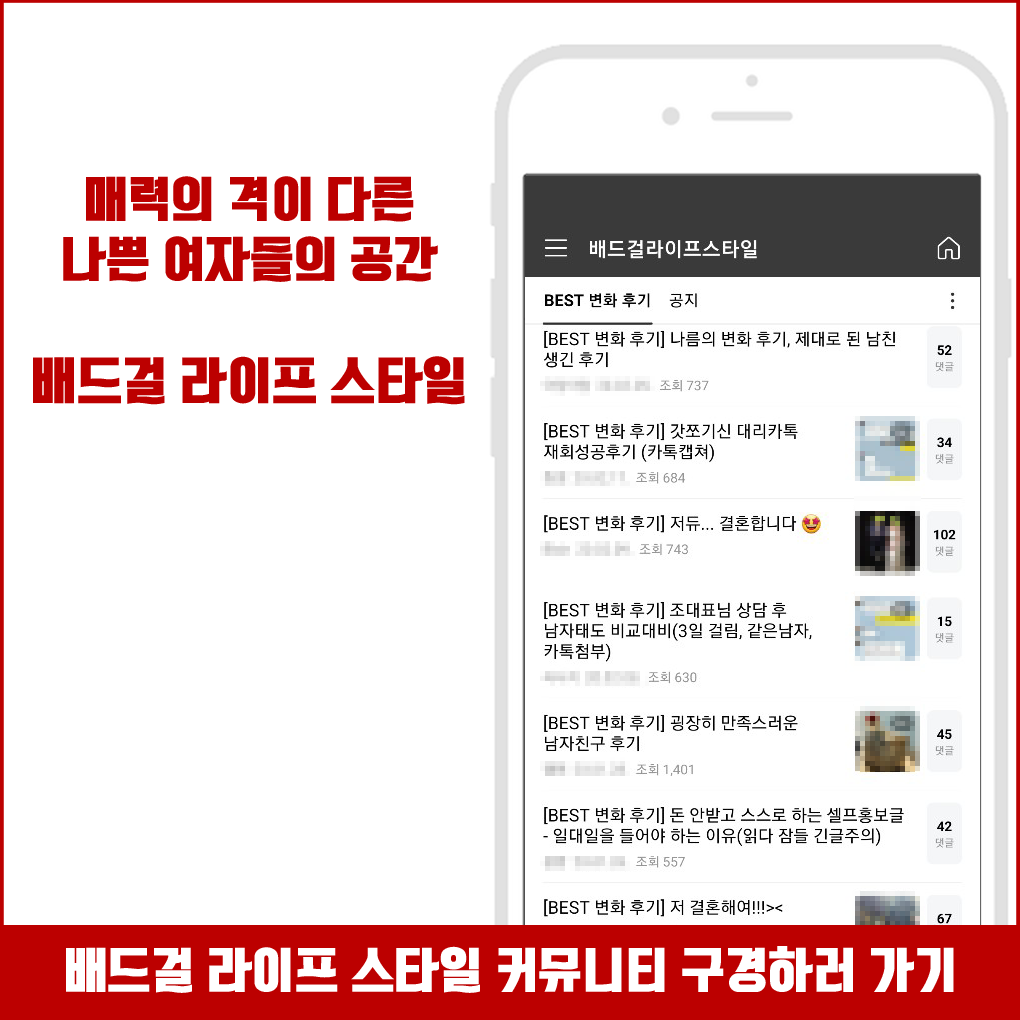 매력의 격이 다른
나쁜 여자들의 공간
배드걸 라이프 스타일
배드걸라이프스타일
BEST 변화 후기 공지
[BEST 변화 후기] 나름의 변화 후기, 제대로 된 남친
생긴 후기
조회 737
52
댓글
[BEST 변화 후기] 갓쪼기신 대리카톡
재회성공후기 (카톡캡쳐)
조회 684
34
댓글
[BEST 변화 후기] 저듀... 결혼합니다 🤩
조회 743
102
댓글
[BEST 변화 후기] 조대표님 상담 후
남자태도 비교대비(3일 걸림, 같은남자,
카톡첨부)
조회 630
15
댓글
[BEST 변화 후기] 굉장히 만족스러운
남자친구 후기
조회 1,401
45
댓글
[BEST 변화 후기] 돈 안받고 스스로 하는 셀프홍보글
- 일대일을 들어야 하는 이유(읽다 잠들 긴글주의)
조회 557
42
댓글
[BEST 변화 후기] 저 결혼해여!!!><
67
배드걸 라이프 스타일 커뮤니티 구경하러 가기